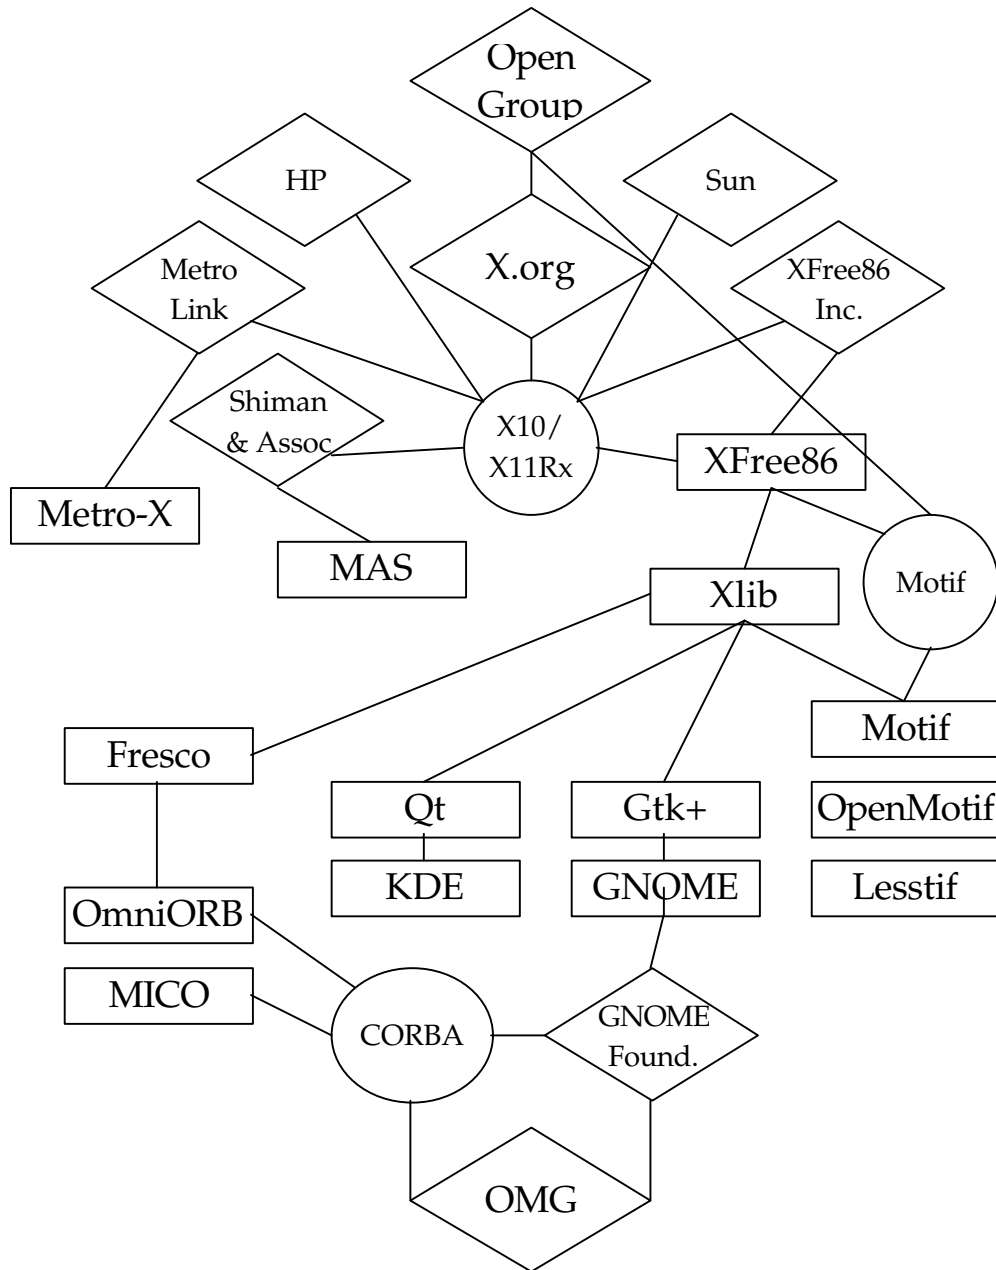 Open
Group
HP
Sun
X.org
Metro
Link
XFree86
Inc.
Shiman
& Assoc
X10/
X11Rx
XFree86
Metro-X
MAS
Xlib
Motif
Fresco
Motif
Qt
Gtk+
OpenMotif
KDE
GNOME
Lesstif
OmniORB
MICO
CORBA
GNOME
Found.
OMG